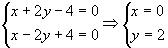 {x + 2y − 4 = 0 ⇒ {x = 0
{x − 2y + 4 = 0 {y = 2